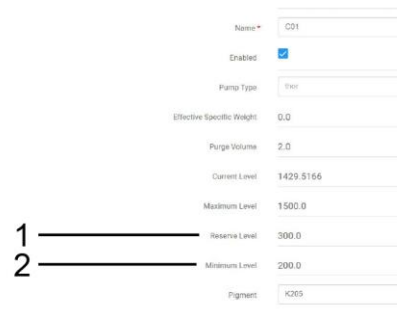 Name * C01
Enabled
Pump Type
Effective Specific Weight 0.0
Purge Volume 2.0
Current Level 1429.5166
Maximum Level 1500.0
1 Reserve Level 300.0
2 Minimum Level 200.0
Pigment K205